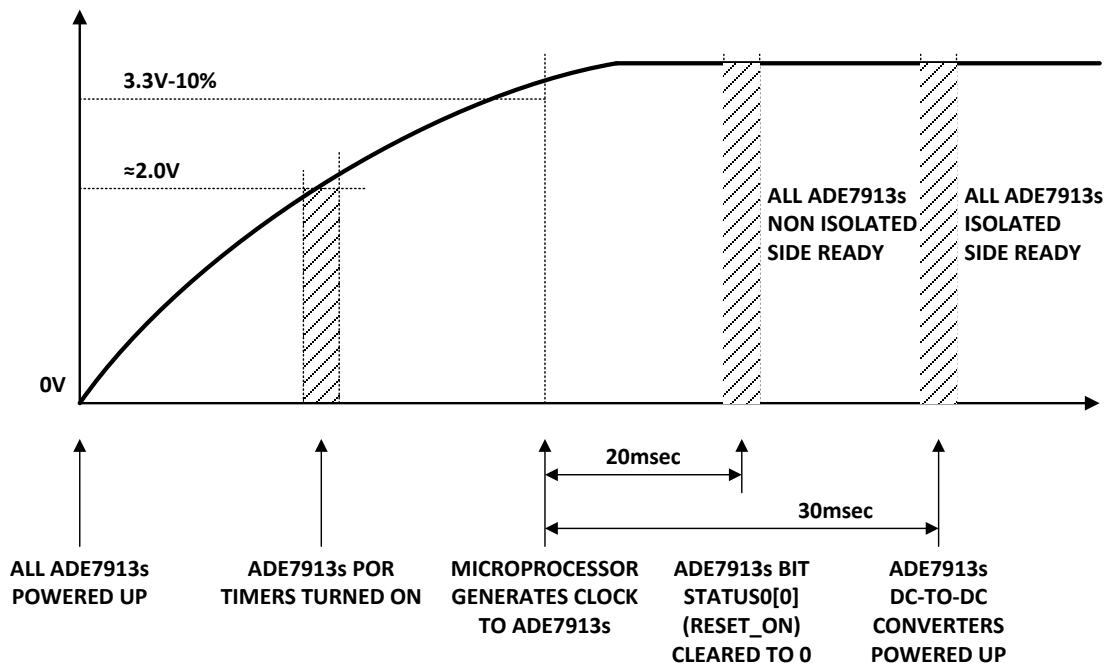 3.3V-10%
≈2.0V
0V
ALL ADE7913s
NON ISOLATED
SIDE READY
ALL ADE7913s
ISOLATED
SIDE READY
20msec
30msec
ALL ADE7913s
POWERED UP
ADE7913s POR
TIMERS TURNED ON
MICROPROCESSOR
GENERATES CLOCK
TO ADE7913s
ADE7913s BIT
STATUS0[0]
(RESET_ON)
CLEARED TO 0
ADE7913s
DC-TO-DC
CONVERTERS
POWERED UP